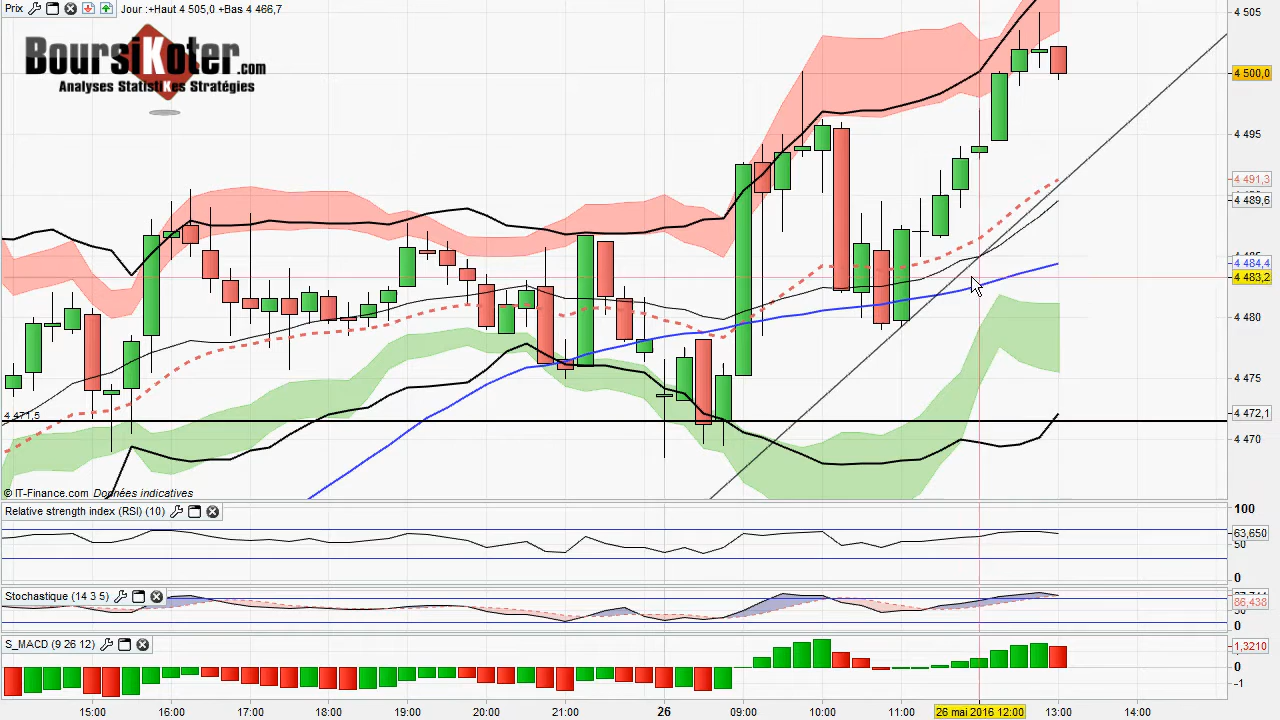 Prix Jour :+Haut 4 505,0 +Bas 4 466,7
BoursiKoter.com
Analyses StatistiKes Stratégies
4 505
4 500,0
4 495
4 491,3
4 489,6
4 484,4
4 483,2
4 480
4 475
4 472,1
4 470
4 471,5
© IT-Finance.com Données indicatives
Relative strength index (RSI) (10)
100
63,650
50
0
Stochastique (14 3 5)
86,436
0
S_MACD (9 26 12)
1,3210
0
-1
15:00 16:00 17:00 18:00 19:00 20:00 21:00 26 09:00 10:00 11:00 26 mai 2016 12:00 13:00 14:00